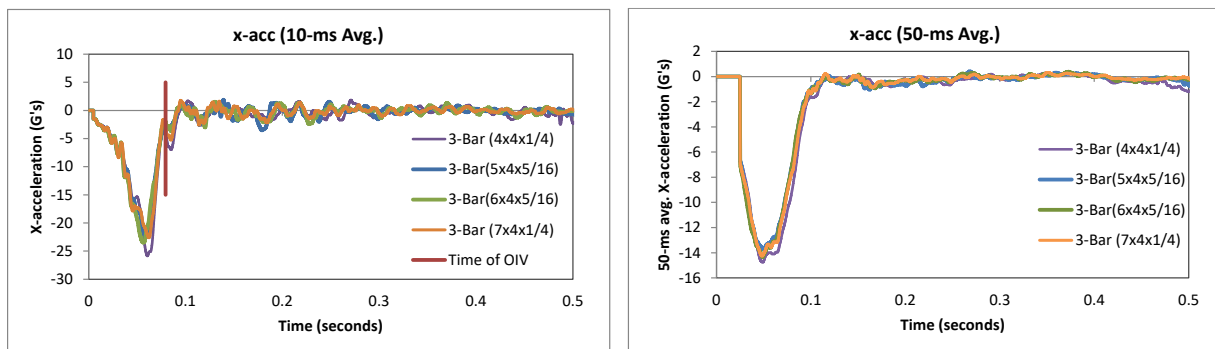 x-acc (10-ms Avg.)
10
5
0
-5
-10
-15
-20
-25
-30
X-acceleration (G's)
3-Bar (4x4x1/4)
3-Bar(5x4x5/16)
3-Bar(6x4x5/16)
3-Bar (7x4x1/4)
Time of OIV
0 0.1 0.2 0.3 0.4 0.5
Time (seconds)
x-acc (50-ms Avg.)
2
0
-2
-4
-6
-8
-10
-12
-14
-16
50-ms avg. X-acceleration (G's)
3-Bar (4x4x1/4)
3-Bar(5x4x5/16)
3-Bar(6x4x5/16)
3-Bar (7x4x1/4)
0 0.1 0.2 0.3 0.4 0.5
Time (seconds)